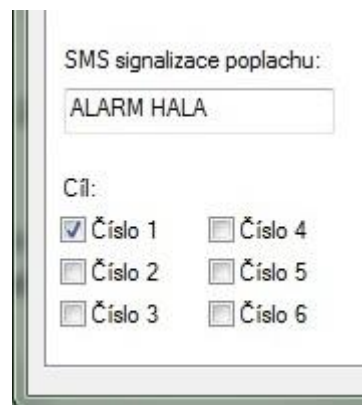 SMS signalizace poplachu:
ALARM HALA
Cíl:
Číslo 1 Číslo 4
Číslo 2 Číslo 5
Číslo 3 Číslo 6